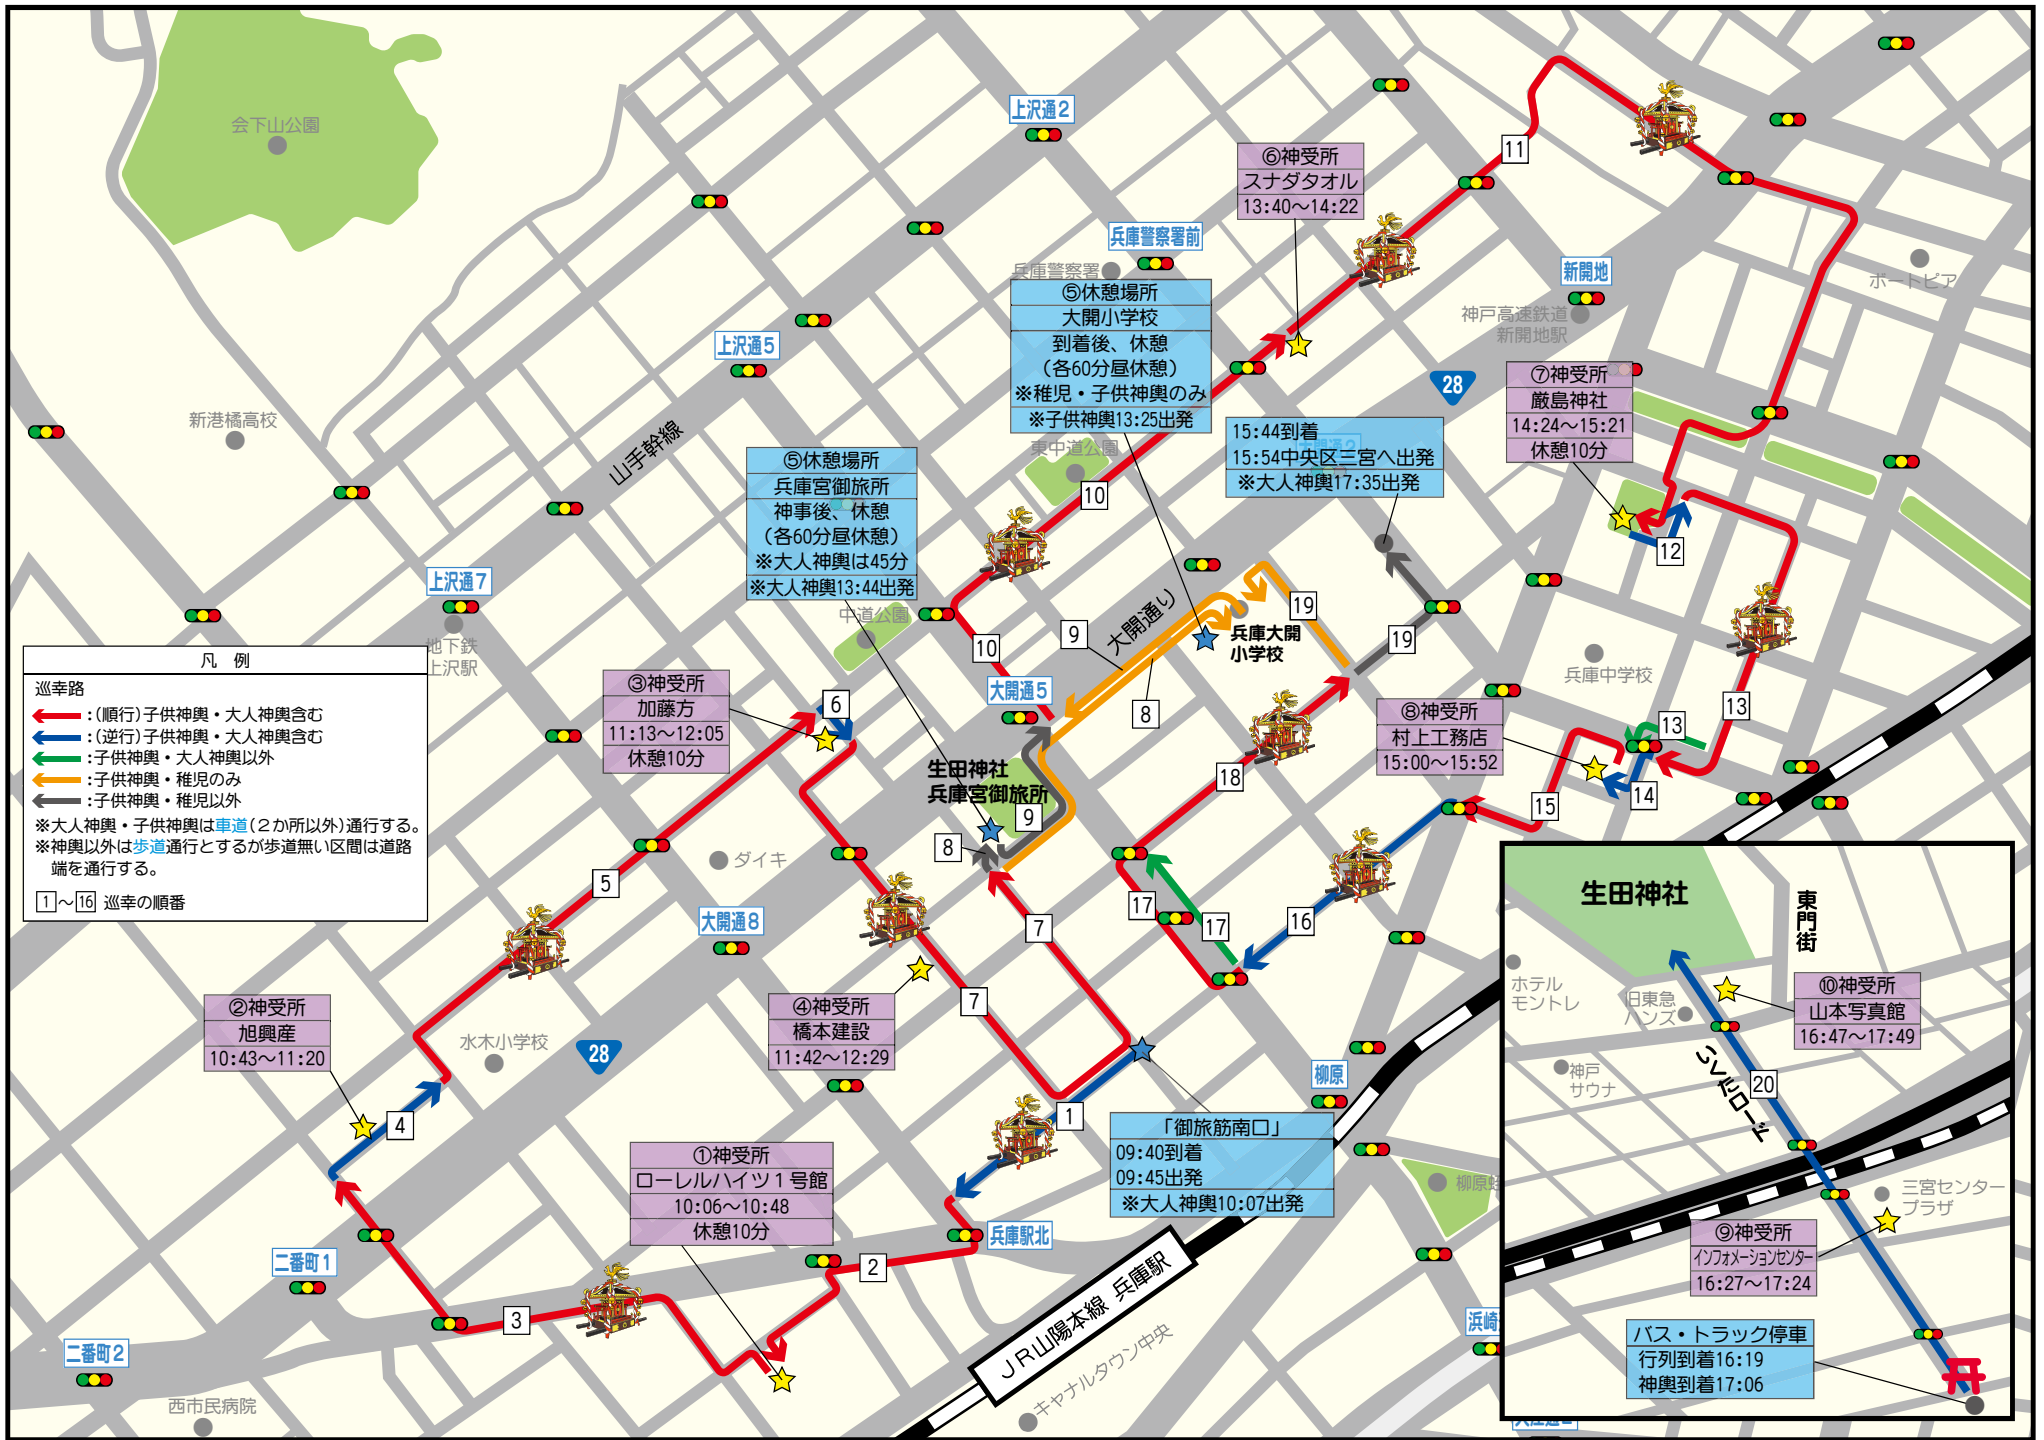 会下山公園
上沢通2
⑥神受所
スナダタオル
13:40～14:22
11
兵庫警察署前
兵庫警察署
新開地
神戸高速鉄道
新開地駅
ポートピア
⑤休憩場所
大開小学校
到着後、休憩
(各60分昼休憩)
※稚児・子供神輿のみ
※子供神輿13:25出発
上沢通5
28
⑦神受所
厳島神社
14:24～15:21
休憩10分
新港橘高校
山手幹線
東中道公園
10
大開通2
15:44到着
15:54中央区三宮へ出発
※大人神輿17:35出発
⑤休憩場所
兵庫宮御旅所
神事後、休憩
(各60分昼休憩)
※大人神輿は45分
※大人神輿13:44出発
12
上沢通7
地下鉄
上沢駅
中道公園
10
9
大開通り
19
19
兵庫大開
小学校
8
兵庫中学校
凡 例
巡幸路
:(順行)子供神輿・大人神輿含む
:(逆行)子供神輿・大人神輿含む
:子供神輿・大人神輿以外
:子供神輿・稚児のみ
:子供神輿・稚児以外
※大人神輿・子供神輿は車道(２か所以外)通行する。
※神輿以外は歩道通行とするが歩道無い区間は道路
端を通行する。
1～16 巡幸の順番
③神受所
加藤方
11:13～12:05
休憩10分
6
大開通5
⑧神受所
村上工務店
15:00～15:52
13
13
生田神社
兵庫宮御旅所
18
14
15
9
8
ダイキ
5
大開通8
7
17
17
16
7
②神受所
旭興産
10:43～11:20
水木小学校
28
④神受所
橋本建設
11:42～12:29
4
1
柳原
「御旅筋南口」
09:40到着
09:45出発
※大人神輿10:07出発
①神受所
ローレルハイツ１号館
10:06～10:48
休憩10分
兵庫駅北
2
二番町1
3
二番町2
西市民病院
ＪＲ山陽本線 兵庫駅
キャナルタウン中央
柳原
浜崎
生田神社
東門街
ホテル
モントレ
旧東急
ハンズ
⑩神受所
山本写真館
16:47～17:49
神戸
サウナ
いくたロード
20
三宮センター
プラザ
⑨神受所
インフォメーションセンター
16:27～17:24
バス・トラック停車
行列到着16:19
神輿到着17:06